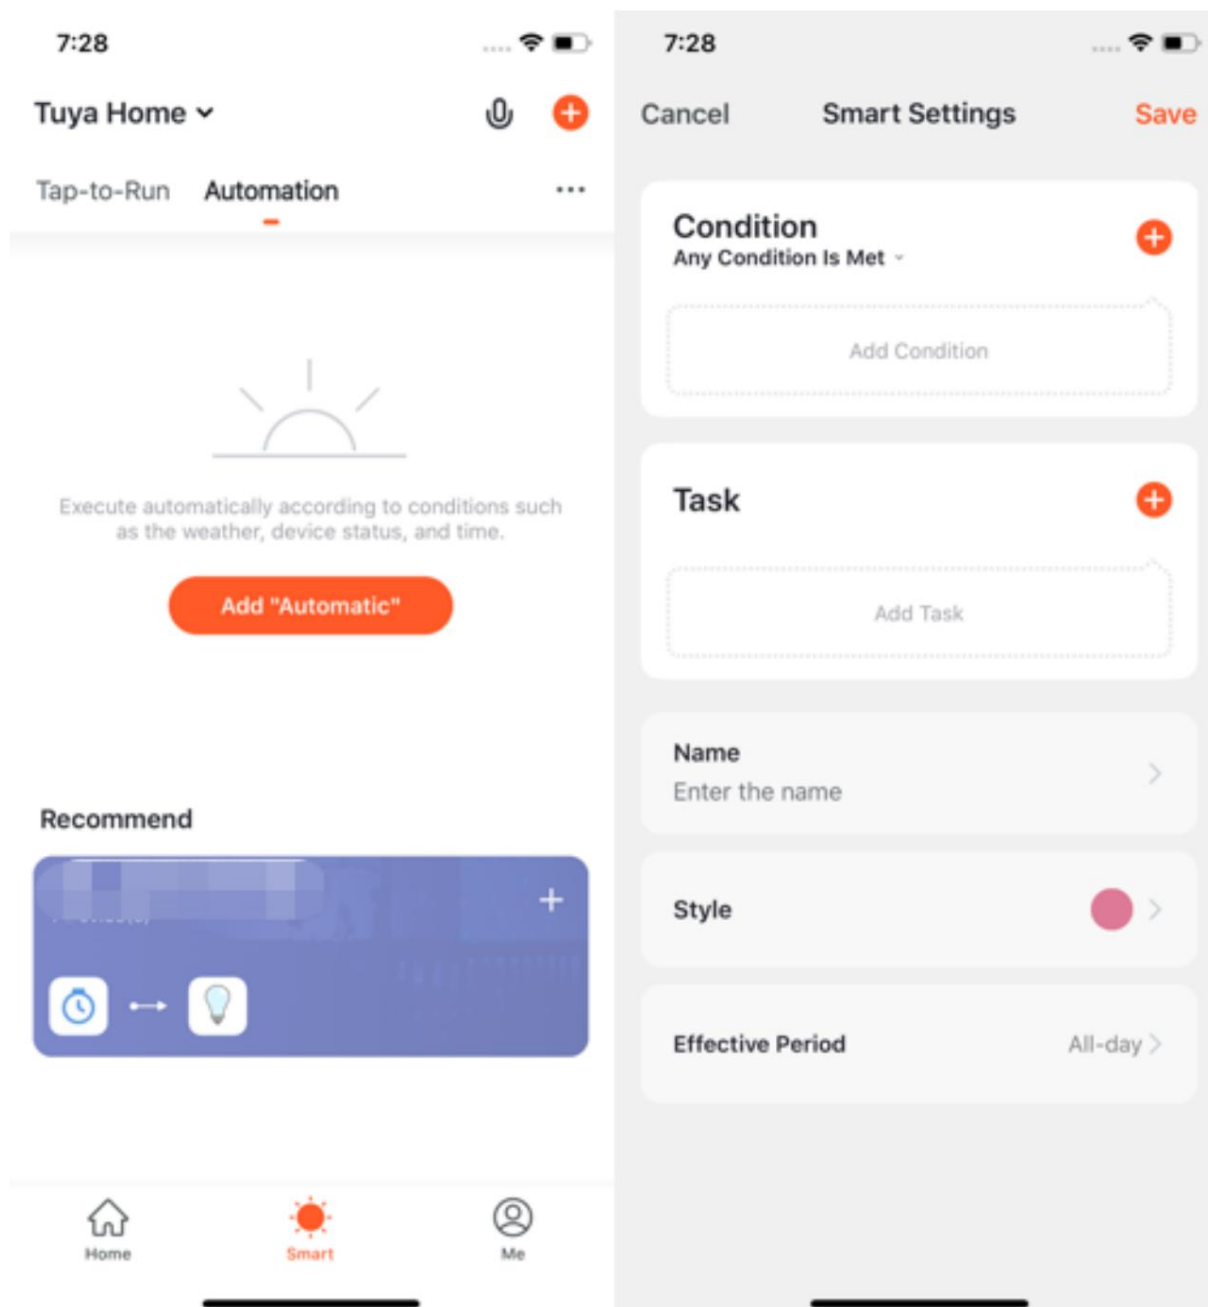 7:28
Tuya Home
Tap-to-Run Automation
Execute automatically according to conditions such
as the weather, device status, and time.
Add "Automatic"
Recommend
Home Smart Me
7:28
Cancel Smart Settings Save
Condition
Any Condition Is Met
Add Condition
Task
Add Task
Name
Enter the name
Style
Effective Period All-day